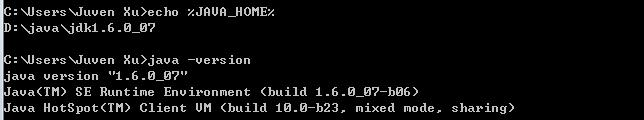 C:\Users\Juven Xu>echo %JAVA_HOME%
D:\java\jdk1.6.0_07
C:\Users\Juven Xu>java -version
java version "1.6.0_07"
Java(TM) SE Runtime Environment (build 1.6.0_07-b06)
Java HotSpot(TM) Client VM (build 10.0-b23, mixed mode, sharing)